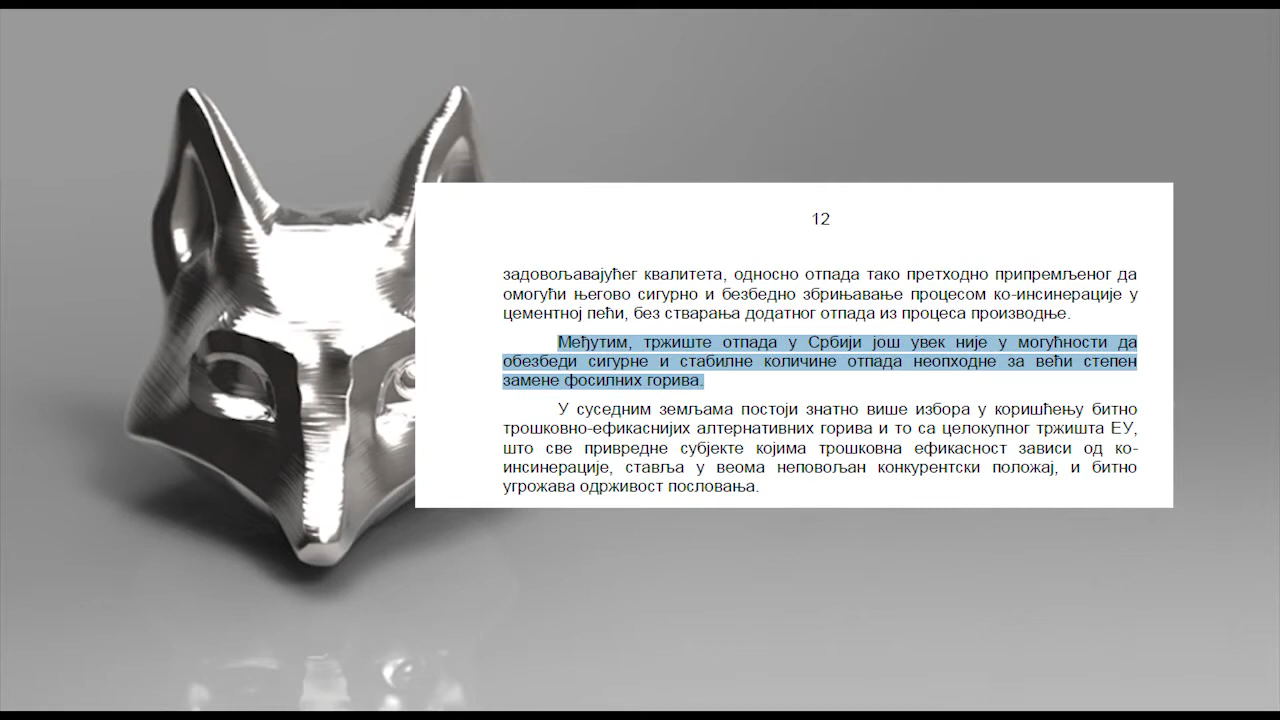 12
задовољавајућег квалитета, односно отпада тако претходно припремљеног да
омогући његово сигурно и безбедно збрињавање процесом ко-инсинерације у
цементној пећи, без стварања додатног отпада из процеса производње.
Међутим, тржиште отпада у Србији још увек није у могућности да
обезбеди сигурне и стабилне количине отпада неопходне за већи степен
замене фосилних горива.
У суседним земљама постоји знатно више избора у коришћењу битно
трошковно-ефикаснијих алтернативних горива и то са целокупног тржишта ЕУ,
што све привредне субјекте којима трошковна ефикасност зависи од ко-
инсинерације, ставља у веома неповољан конкурентски положај, и битно
угрожава одрживост пословања.